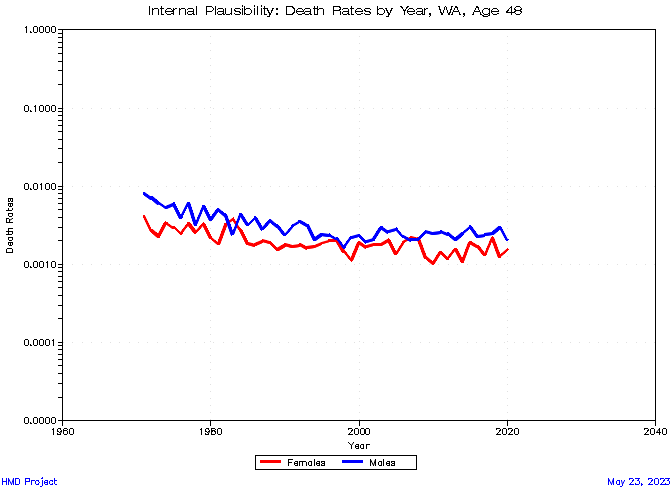 Internal Plausibility: Death Rates by Year, WA, Age 48
1.0000
0.1000
0.0100
0.0010
0.0001
0.0000
Death Rates
1960
1980
2000
2020
2040
Year
Females
Males
HMD Project
May 23, 2023